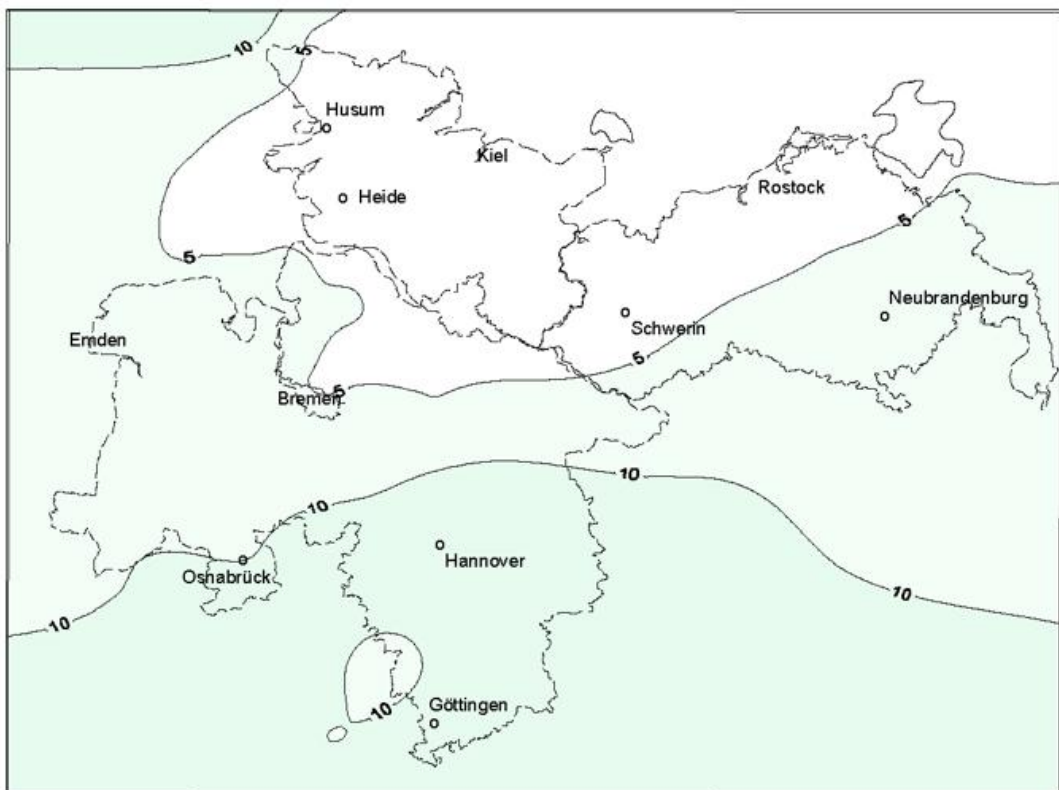 10
5
Husum
Kiel
Heide
Rostock
5
5
Neubrandenburg
Schwerin
Emden
5
5
Bremen
10
10
Hannover
Osnabrück
10
10
Göttingen
10